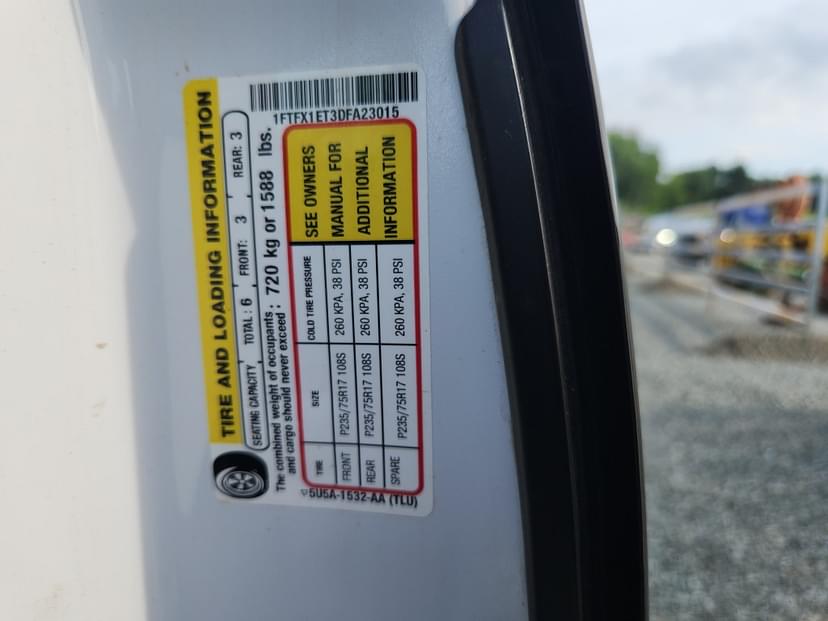 TIRE AND LOADING INFORMATION
SEATING CAPACITY TOTAL : 6 FRONT: 3 REAR: 3
The combined weight of occupants : 720 kg or 1588 lbs.
and cargo should never exceed :
TIRE SIZE COLD TIRE PRESSURE
FRONT P235/75R17 108S 260 KPA, 38 PSI
REAR P235/75R17 108S 260 KPA, 38 PSI
SPARE P235/75R17 108S 260 KPA, 38 PSI
SEE OWNERS
MANUAL FOR
ADDITIONAL
INFORMATION
5U5A-1532-AA (TLU)
1FTFX1ET3DFA23015